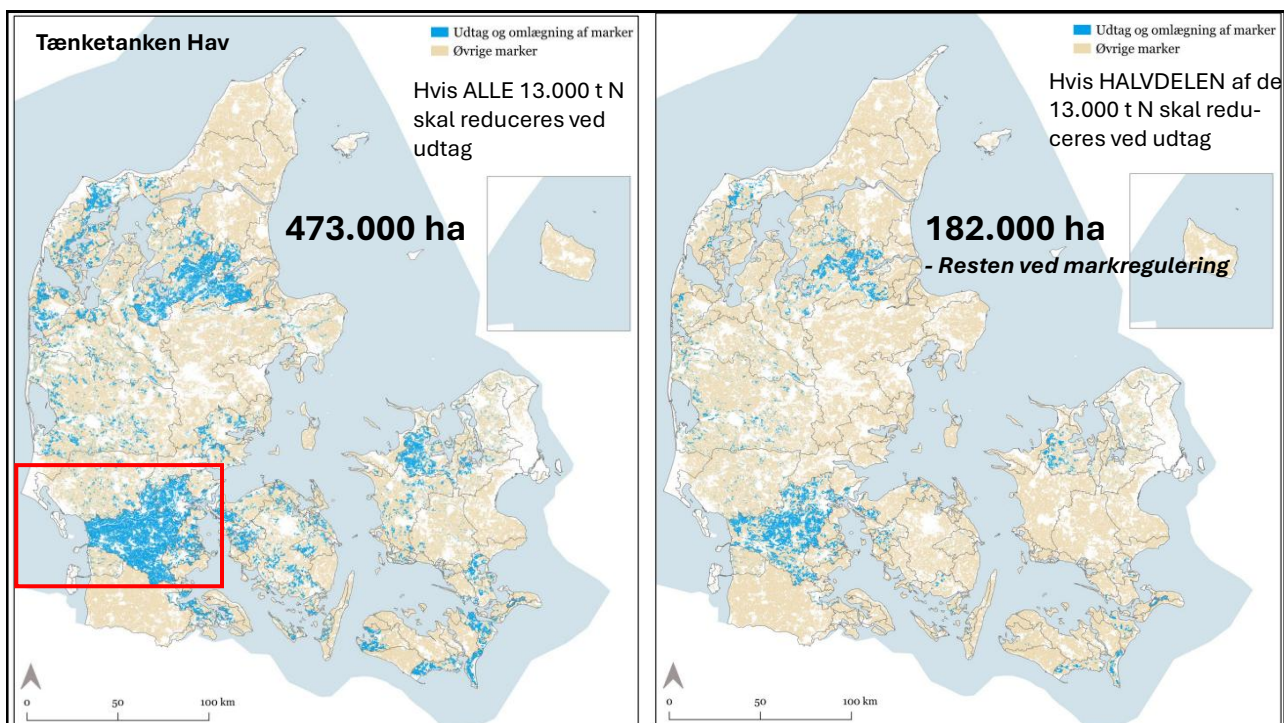 Tænketanken Hav
Udtag og omlægning af marker
Øvrige marker
Hvis ALLE 13.000 t N
skal reduceres ved
udtag
473.000 ha
0
50
100 km
Udtag og omlægning af marker
Øvrige marker
Hvis HALVDELEN af de
13.000 t N skal redu-
ceres ved udtag
182.000 ha
- Resten ved markregulering
0
50
100 km